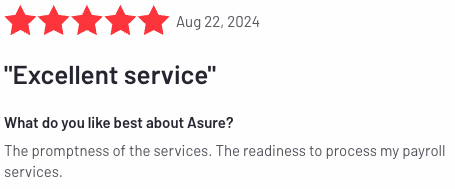 Aug 22, 2024
"Excellent service"
What do you like best about Asure?
The promptness of the services. The readiness to process my payroll
services.